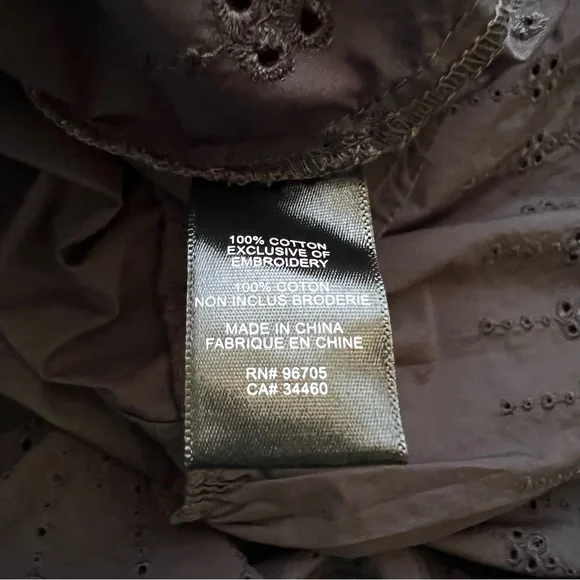 100% COTTON
EXCLUSIVE OF
EMBROIDERY
100% COTON
NON INCLUS BRODERIE
MADE IN CHINA
FABRIQUE EN CHINE
RN# 96705
CA# 34460